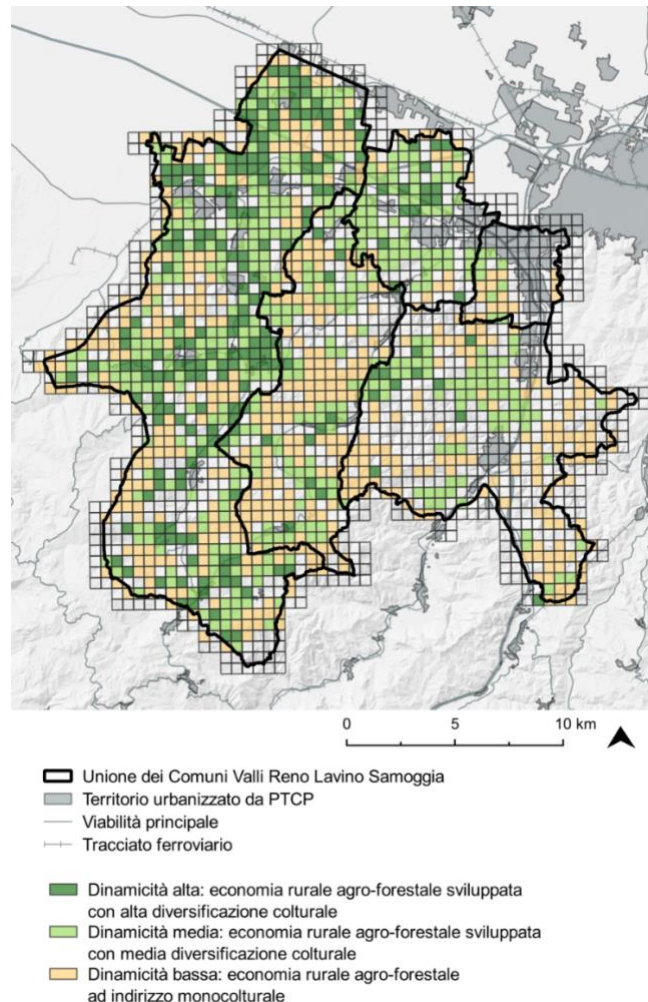 0 5 10 km
Unione dei Comuni Valli Reno Lavino Samoggia
Territorio urbanizzato da PTCP
Viabilità principale
Tracciato ferroviario
Dinamicità alta: economia rurale agro-forestale sviluppata
con alta diversificazione colturale
Dinamicità media: economia rurale agro-forestale sviluppata
con media diversificazione colturale
Dinamicità bassa: economia rurale agro-forestale
ad indirizzo monocolturale